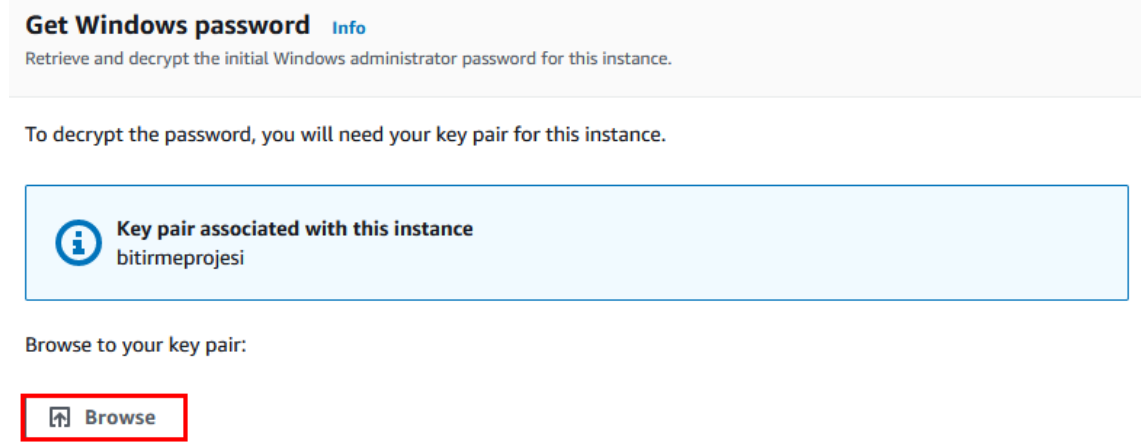 Get Windows password Info
Retrieve and decrypt the initial Windows administrator password for this instance.
To decrypt the password, you will need your key pair for this instance.
Key pair associated with this instance
bitirmeprojesi
Browse to your key pair:
Browse